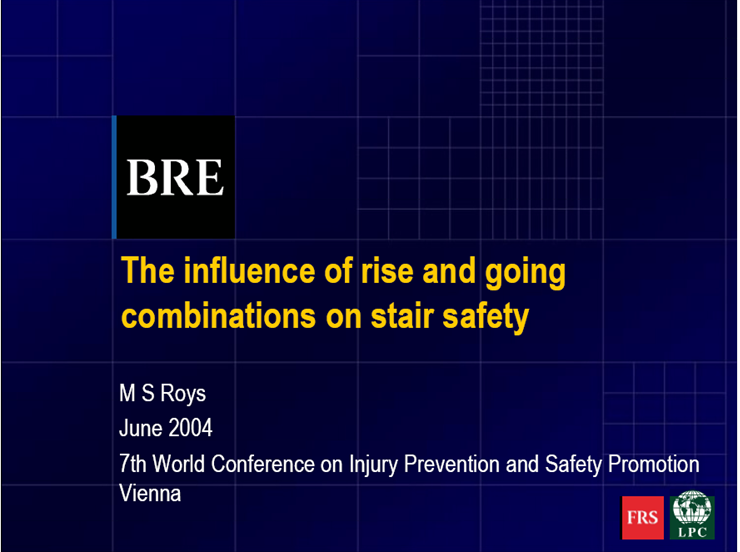 BRE
The influence of rise and going
combinations on stair safety
M S Roys
June 2004
7th World Conference on Injury Prevention and Safety Promotion
Vienna
FRS
LPC